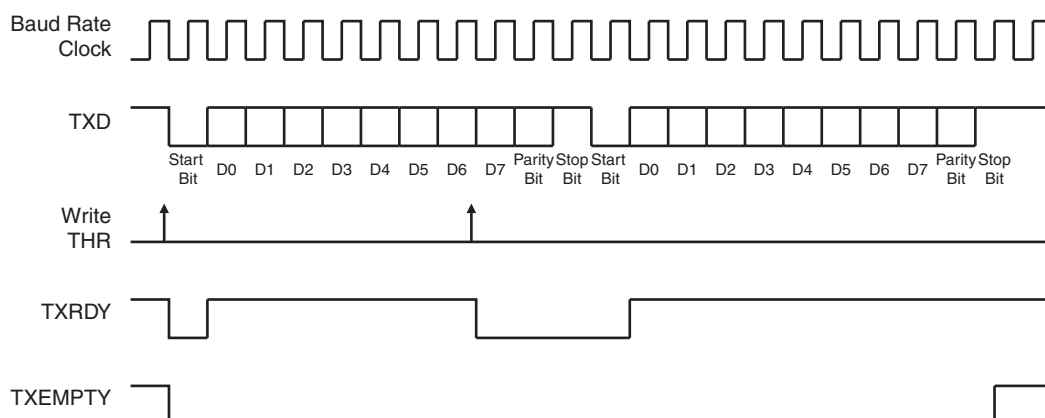 Baud Rate
Clock
TXD
Start
Bit
D0
D1
D2
D3
D4
D5
D6
D7
Parity
Bit
Stop
Bit
Start
Bit
D0
D1
D2
D3
D4
D5
D6
D7
Parity
Bit
Stop
Bit
Write
THR
TXRDY
TXEMPTY